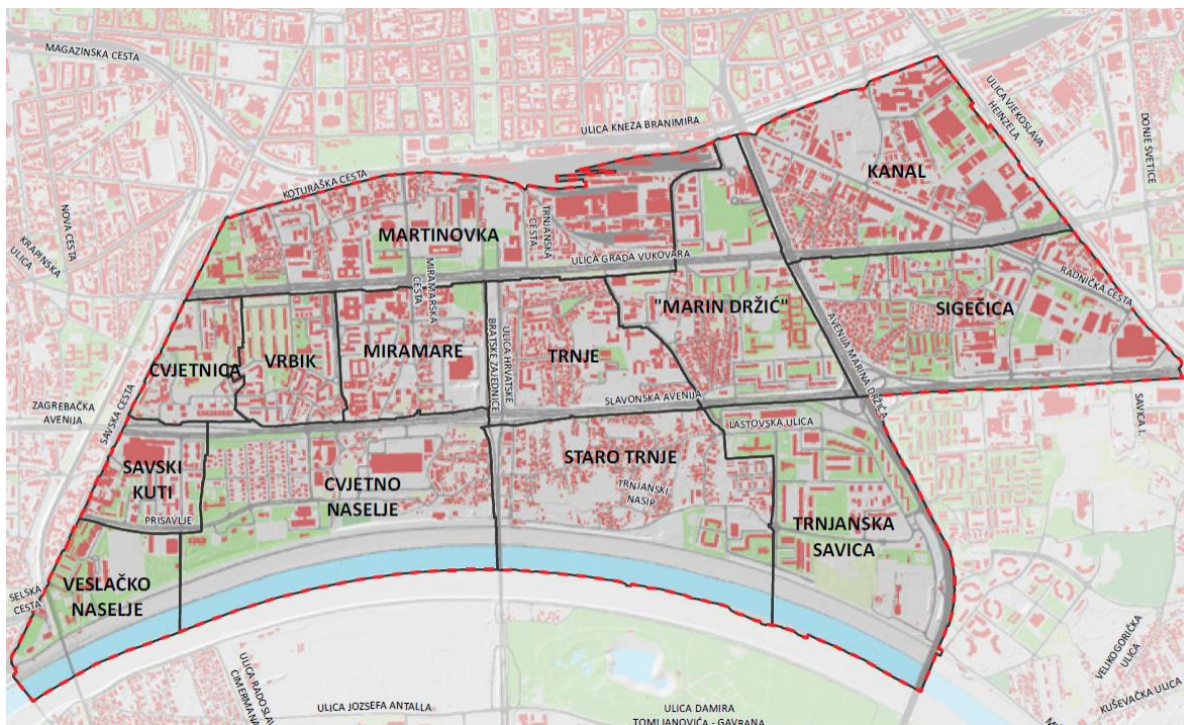 MAGAZINSKA CESTA
ULICA KNEZA BRANIMIRA
ULICA VJEKOSLAVA
HEINZELA
DONJE SVETICE
KOTURAŠKA CESTA
KANAL
NOVA CESTA
KRAPINSKA
ULICA
MARTINOVKA
TRNJANSKA
CESTA
ULICA GRADA VUKOVARA
MIRAMARSKA
CESTA
RADNIČKA CESTA
"MARIN DRŽIĆ"
SIGEČICA
CVJETNICA
VRBIK
MIRAMARE
TRNJE
ULICA HRVATSKE
BRATSKE ZAJEDNICE
AVENIJA MARINA DRŽIĆA
SAVSKA CESTA
ZAGREBAČKA
AVENIJA
SLAVONSKA AVENIJA
SAVICA I.
LASTOVSKA ULICA
SAVSKI
KUTI
CVJETNO
NASELJE
STARO TRNJE
TRNJANSKI
NASIP
PRISAVLJE
TRNJANSKA
SAVICA
VESLAČKO
NASELJE
SELSKA
CESTA
VELIKOGORIČKA
ULICA
KUŠEVAČKA ULICA
ULICA RADOSLAVA
CIMERMANA
ULICA JOZSEFA ANTALLA
ULICA DAMIRA
TOMLJANOVIĆA - GAVRANA